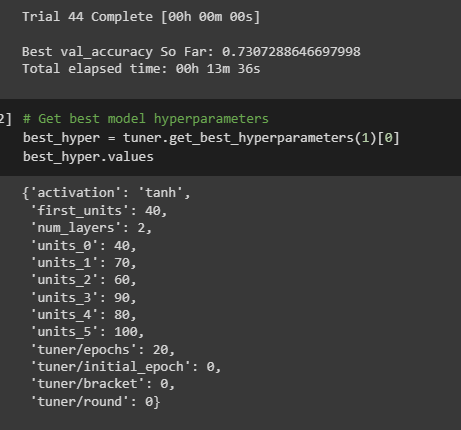 Trial 44 Complete [00h 00m 00s]
Best val_accuracy So Far: 0.7307288646697998
Total elapsed time: 00h 13m 36s
2] # Get best model hyperparameters
best_hyper = tuner.get_best_hyperparameters(1)[0]
best_hyper.values
{'activation': 'tanh',
'first_units': 40,
'num_layers': 2,
'units_0': 40,
'units_1': 70,
'units_2': 60,
'units_3': 90,
'units_4': 80,
'units_5': 100,
'tuner/epochs': 20,
'tuner/initial_epoch': 0,
'tuner/bracket': 0,
'tuner/round': 0}